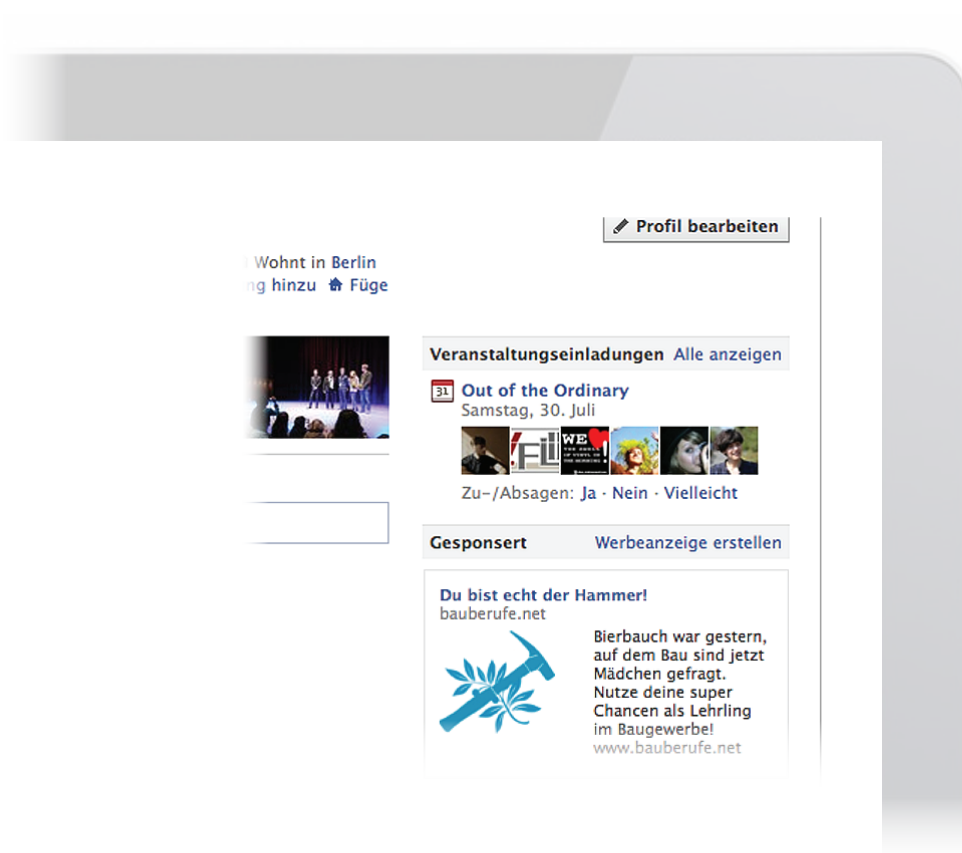 Profil bearbeiten
Wohnt in Berlin
ng hinzu Füge
Veranstaltungseinladungen Alle anzeigen
31 Out of the Ordinary
Samstag, 30. Juli
WE
Zu-/Absagen: Ja · Nein · Vielleicht
Gesponsert Werbeanzeige erstellen
Du bist echt der Hammer!
bauberufe.net
Bierbauch war gestern,
auf dem Bau sind jetzt
Mädchen gefragt.
Nutze deine super
Chancen als Lehrling
im Baugewerbe!
www.bauberufe.net